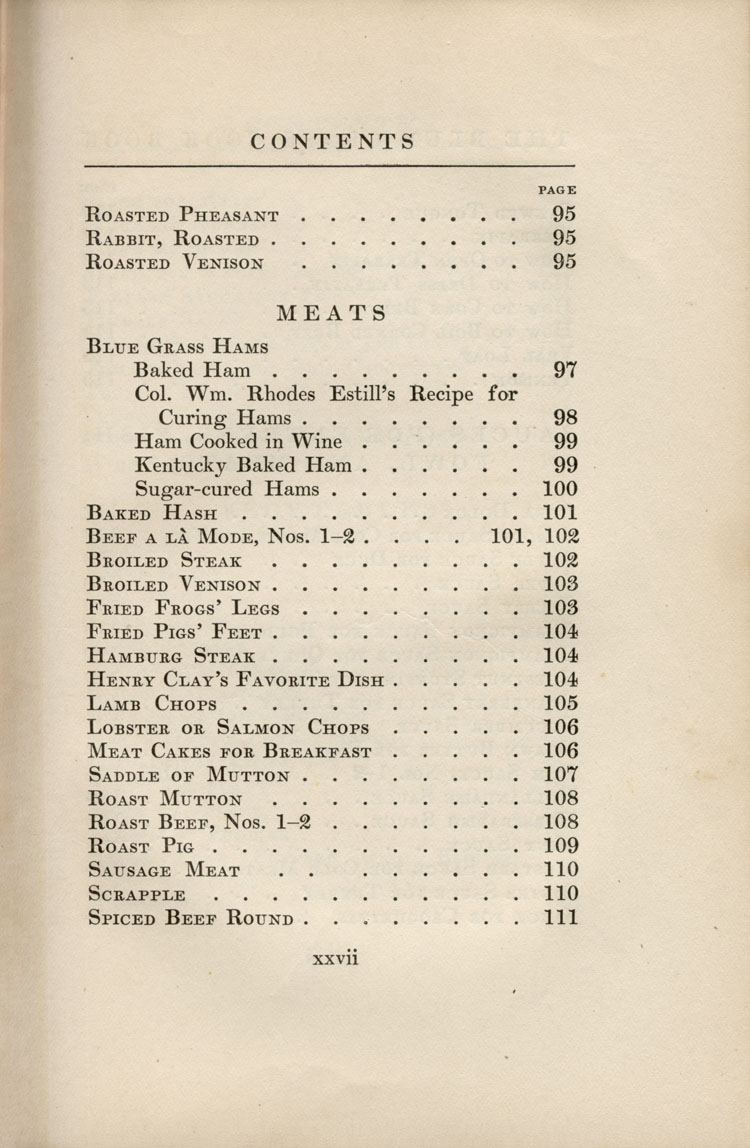 CONTENTS
PAGE
ROASTED PHEASANT . . . . . . . . . 95
RABBIT, ROASTED . . . . . . . . . . 95
ROASTED VENISON . . . . . . . . . 95
MEATS
BLUE GRASS HAMS
Baked Ham . . . . . . . . . . 97
Col. Wm. Rhodes Estill's Recipe for
Curing Hams . . . . . . . . 98
Ham Cooked in Wine . . . . . . 99
Kentucky Baked Ham . . . . . . 99
Sugar-cured Hams . . . . . . . 100
BAKED HASH . . . . . . . . . . 101
BEEF A LÀ MODE, NOS. 1–2 . . . . 101, 102
BROILED STEAK . . . . . . . . . 102
BROILED VENISON . . . . . . . . . 103
FRIED FROGS' LEGS . . . . . . . . 103
FRIED PIGS' FEET . . . . . . . . . 104
HAMBURG STEAK . . . . . . . . . 104
HENRY CLAY'S FAVORITE DISH . . . . . 104
LAMB CHOPS . . . . . . . . . . 105
LOBSTER OR SALMON CHOPS . . . . . 106
MEAT CAKES FOR BREAKFAST . . . . . 106
SADDLE OF MUTTON . . . . . . . . 107
ROAST MUTTON . . . . . . . . . 108
ROAST BEEF, NOS. 1–2 . . . . . . . 108
ROAST PIG . . . . . . . . . . . 109
SAUSAGE MEAT . . . . . . . . . 110
SCRAPPLE . . . . . . . . . . . 110
SPICED BEEF ROUND . . . . . . . . 111
xxvii